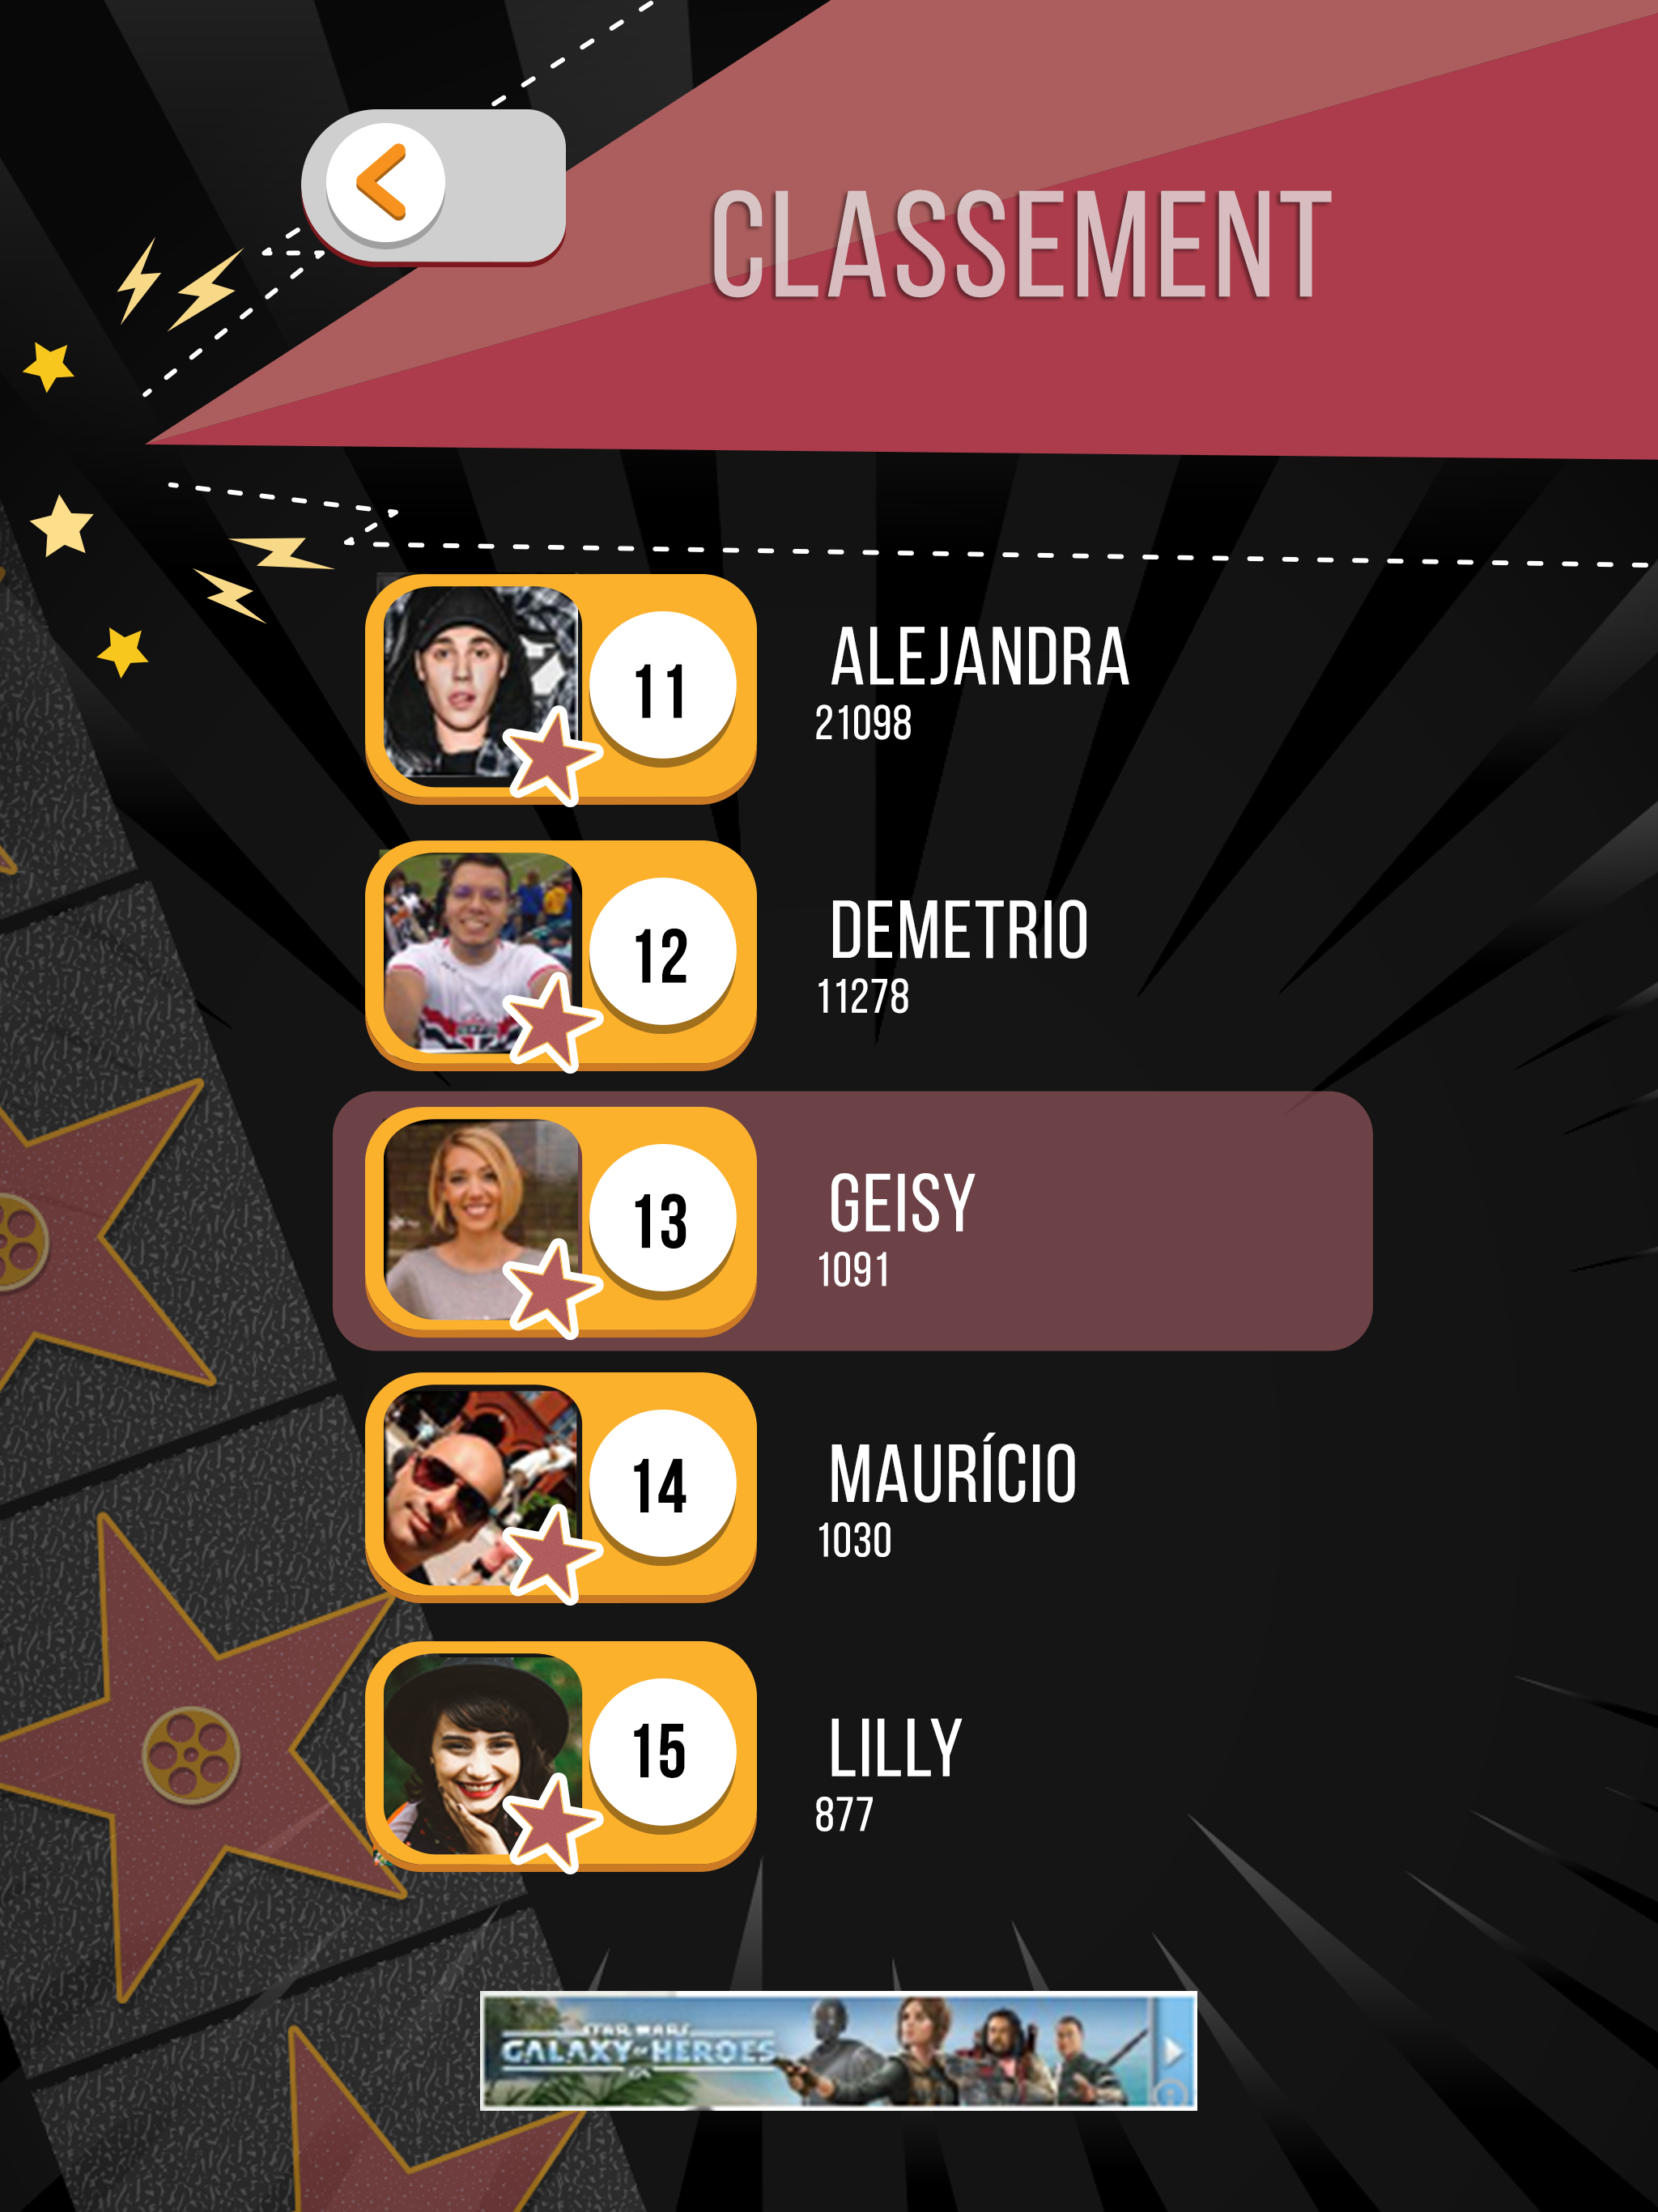 CLASSEMENT
11
ALEJANDRA
21098
12
DEMETRIO
11278
13
GEISY
1091
14
MAURÍCIO
1030
15
LILLY
877
STAR WARS
GALAXY OF HEROES